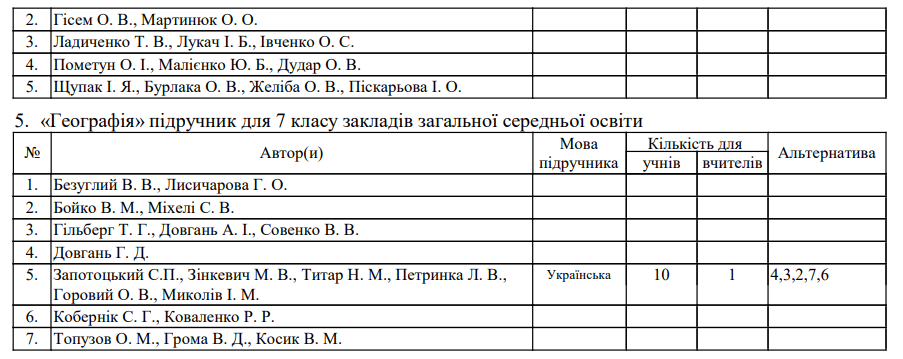 2. Гісем О. В., Мартинюк О. О.
3. Ладиченко Т. В., Лукач І. Б., Івченко О. С.
4. Пометун О. І., Малієнко Ю. Б., Дудар О. В.
5. Щупак І. Я., Бурлака О. В., Желіба О. В., Піскарьова І. О.
5. «Географія» підручник для 7 класу закладів загальної середньої освіти
№ Автор(и) Мова підручника Кількість для учнів вчителів Альтернатива
1. Безуглий В. В., Лисичарова Г. О.
2. Бойко В. М., Міхелі С. В.
3. Гільберг Т. Г., Довгань А. І., Совенко В. В.
4. Довгань Г. Д.
5. Запотоцький С.П., Зінкевич М. В., Титар Н. М., Петринка Л. В., Українська 10 1 4,3,2,7,6
Горовий О. В., Миколів І. М.
6. Кобернік С. Г., Коваленко Р. Р.
7. Топузов О. М., Грома В. Д., Косик В. М.